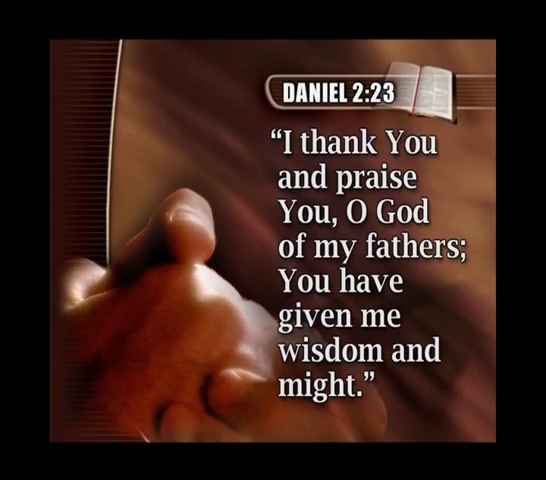 DANIEL 2:23
“I thank You
and praise
You, O God
of my fathers;
You have
given me
wisdom and
might.”